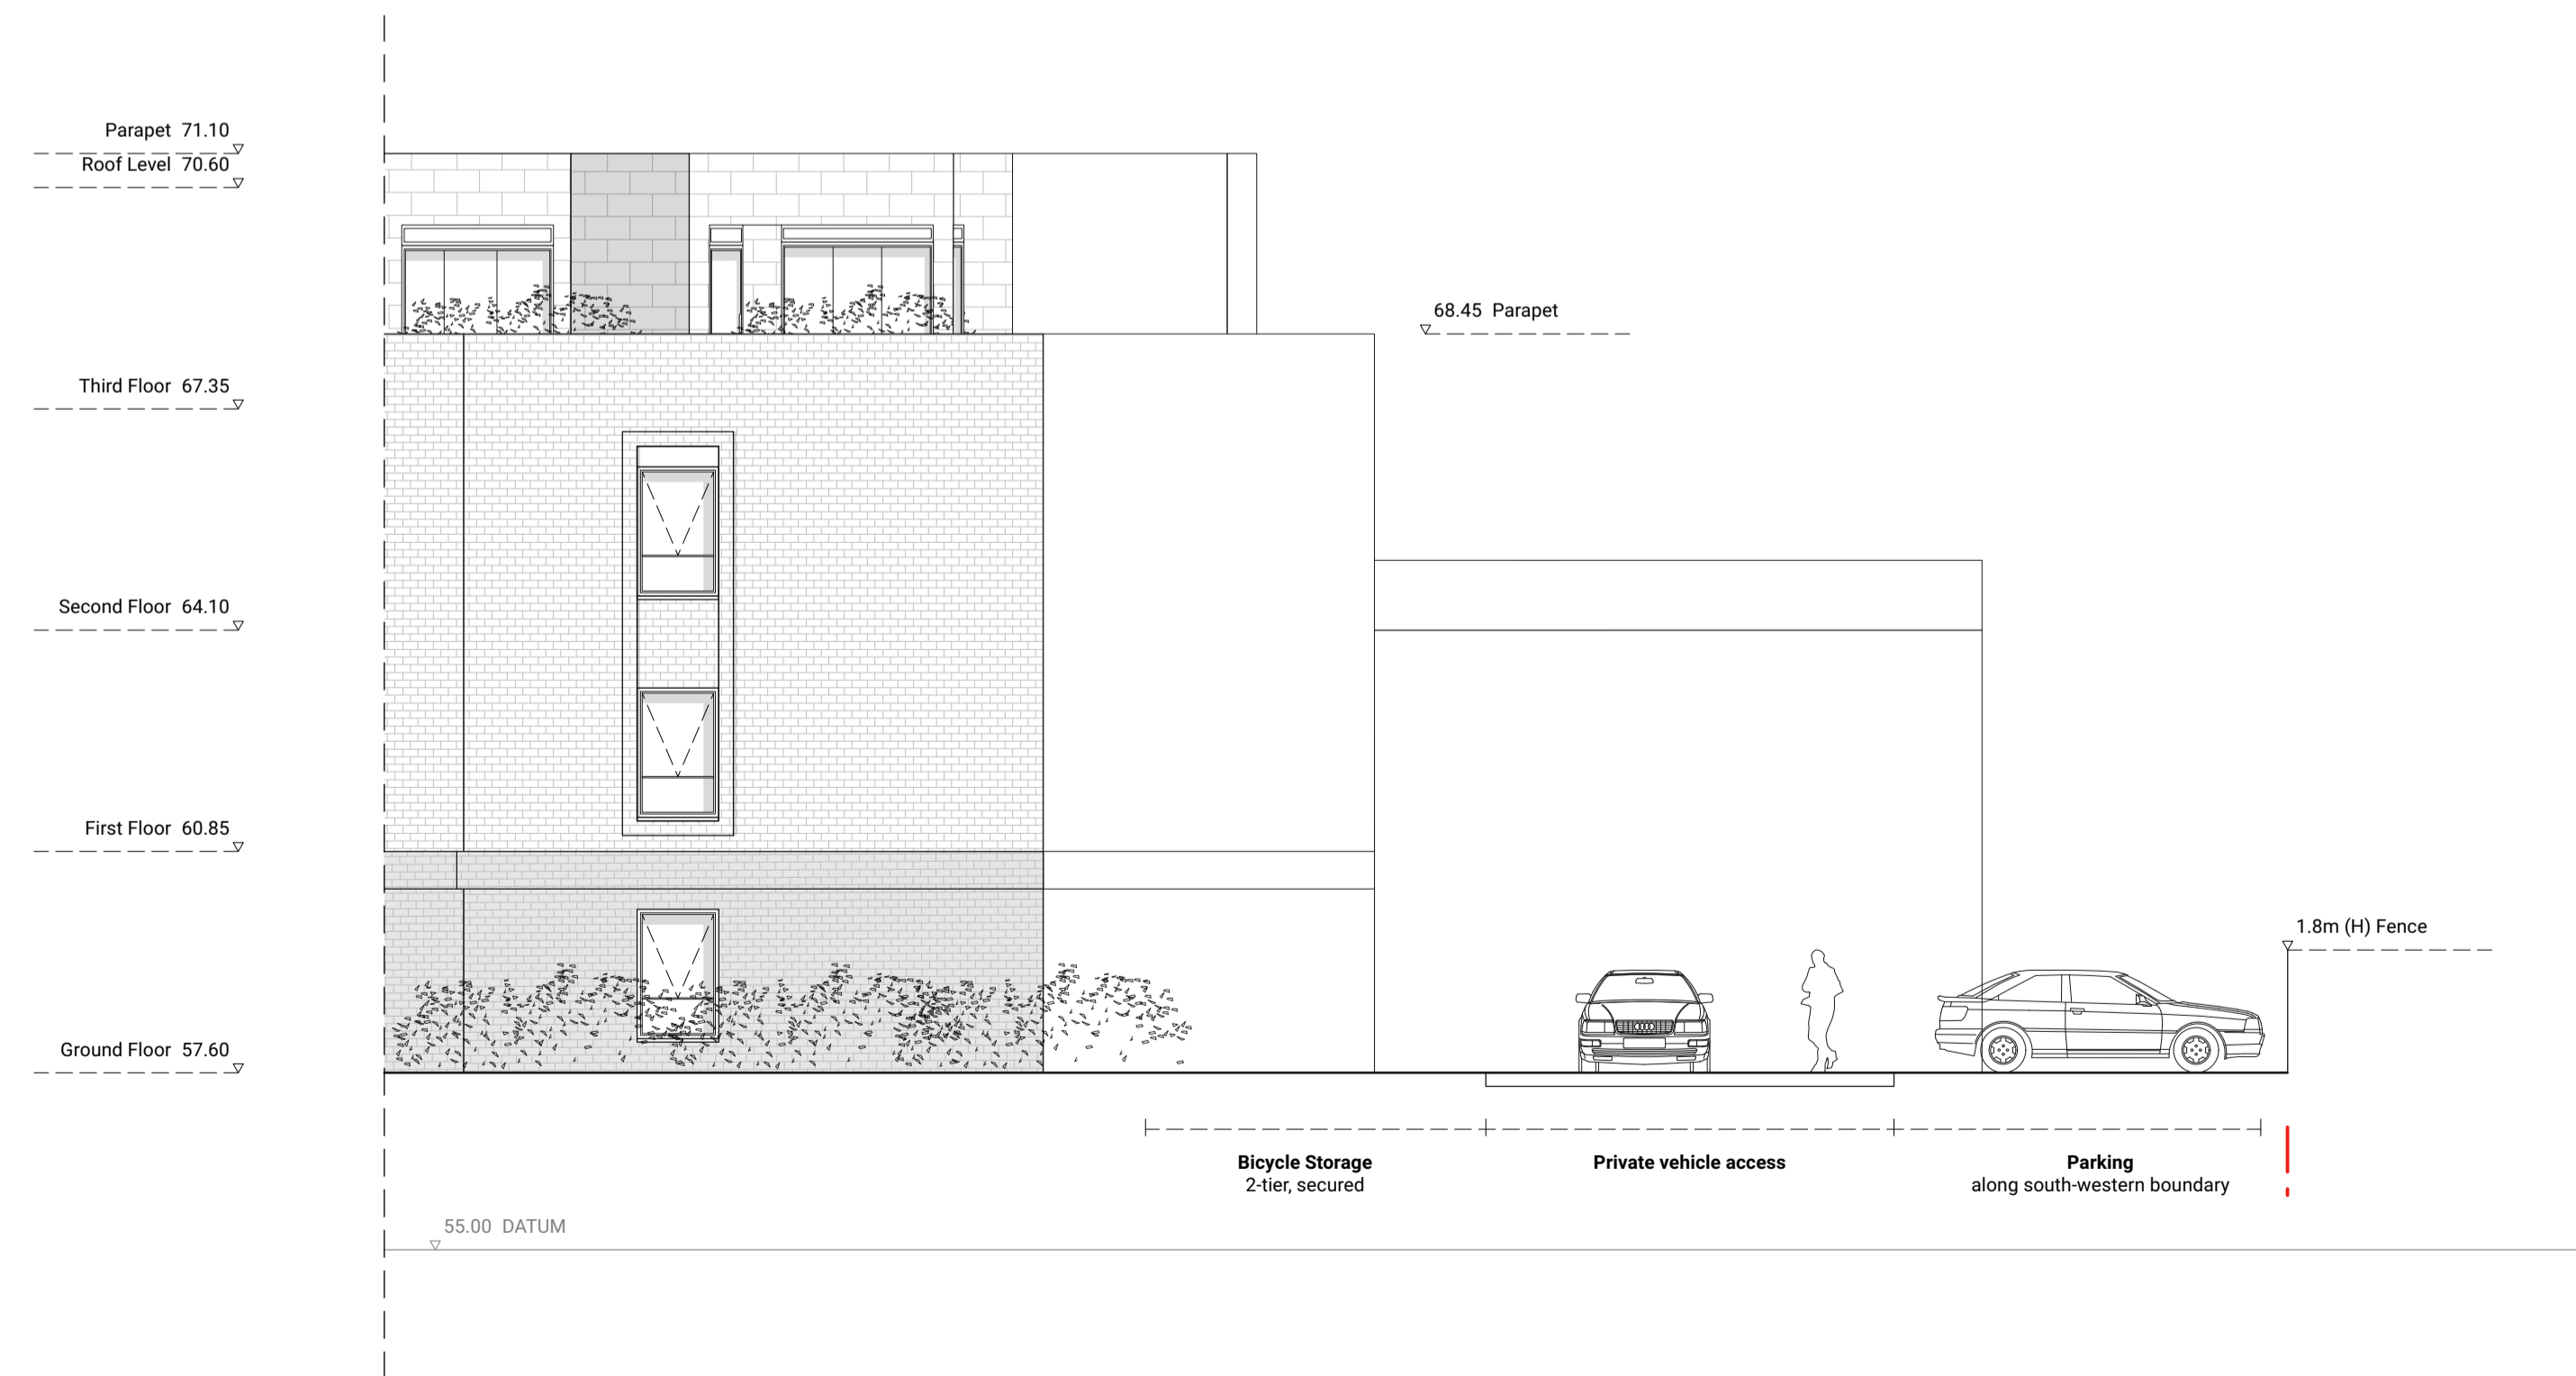 Parapet 71.10
Roof Level 70.60
68.45 Parapet
Third Floor 67.35
Second Floor 64.10
First Floor 60.85
1.8m (H) Fence
Ground Floor 57.60
Bicycle Storage
2-tier, secured
Private vehicle access
Parking
along south-western boundary
55.00 DATUM